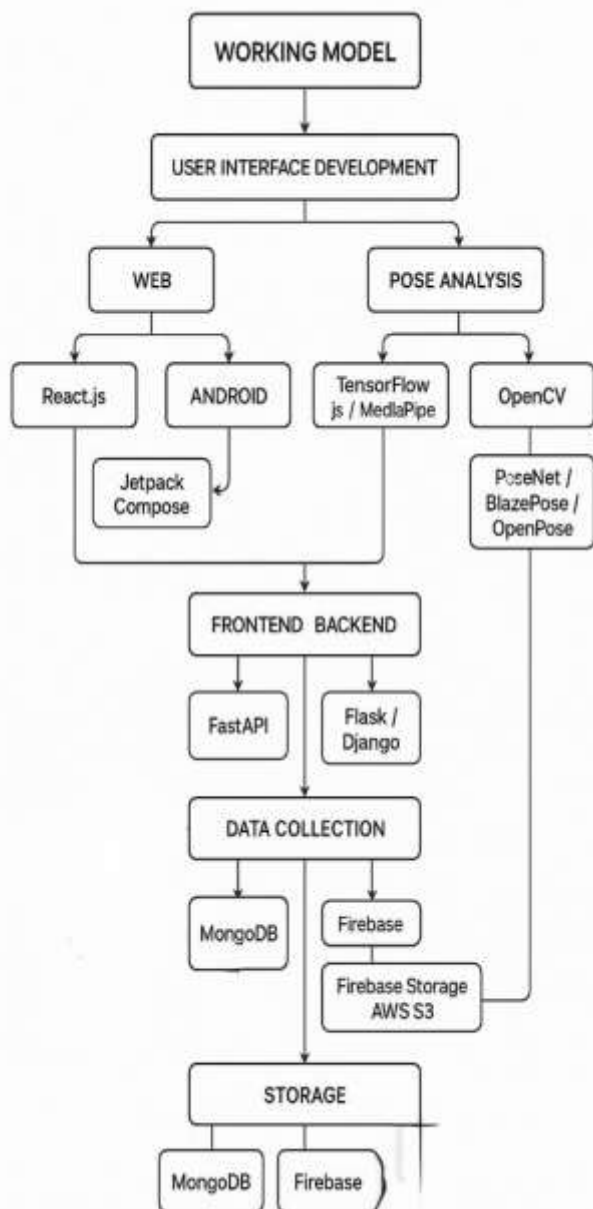 WORKING MODEL
USER INTERFACE DEVELOPMENT
WEB
POSE ANALYSIS
React.js
ANDROID
TensorFlow
js / MedlaPipe
OpenCV
Jetpack
Compose
PoseNet /
BlazePose /
OpenPose
FRONTEND BACKEND
FastAPI
Flask /
Django
DATA COLLECTION
MongoDB
Firebase
Firebase Storage
AWS S3
STORAGE
MongoDB
Firebase